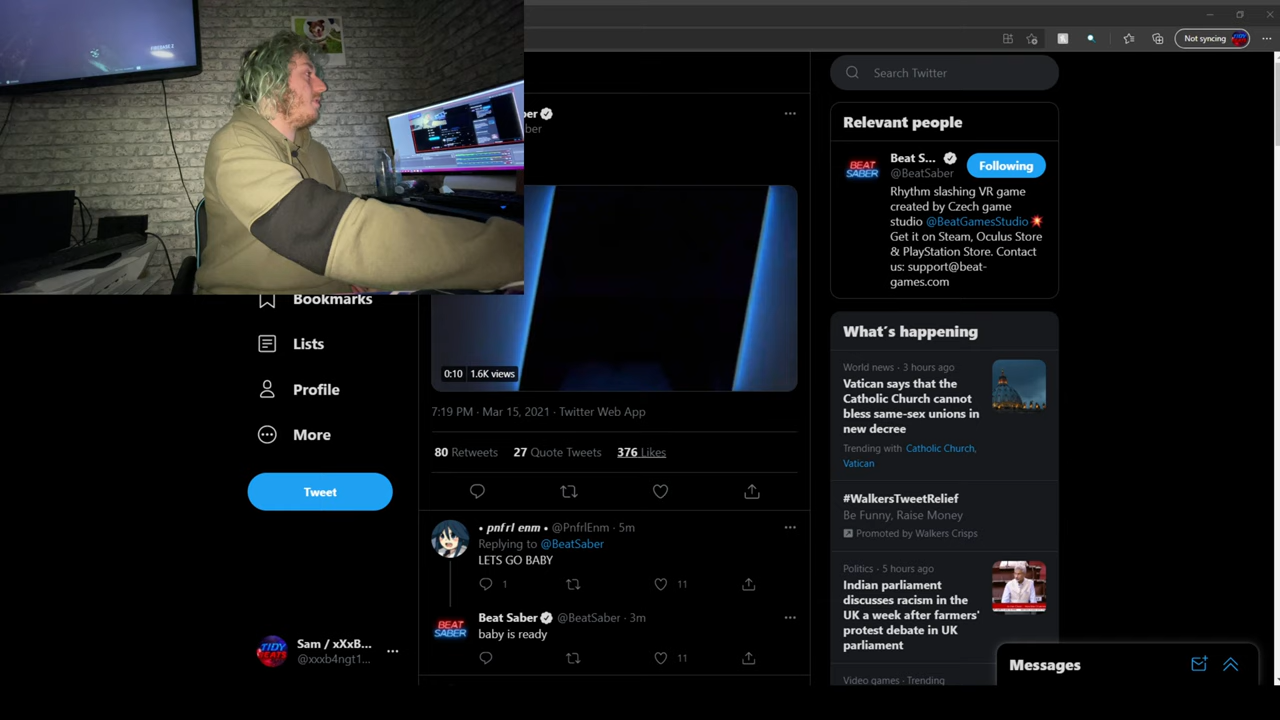 Not syncing
Search Twitter
Relevant people
Beat S...
@BeatSaber
Following
Rhythm slashing VR game
created by Czech game
studio @BeatGamesStudio
Get it on Steam, Oculus Store
& PlayStation Store. Contact
us: support@beat-
games.com
What's happening
World news · 3 hours ago
Vatican says that the
Catholic Church cannot
bless same-sex unions in
new decree
Trending with Catholic Church,
Vatican
#WalkersTweetRelief
Be Funny, Raise Money
Promoted by Walkers Crisps
Politics · 5 hours ago
Indian parliament
discusses racism in the
UK a week after farmers'
protest debate in UK
parliament
Video games · Trending
Messages
Bookmarks
Lists
Profile
More
Tweet
Sam / xXxB...
@xxxb4ngt1...
TIDY
BEATS
0:10
1.6K views
7:19 PM · Mar 15, 2021 · Twitter Web App
80 Retweets 27 Quote Tweets 376 Likes
• pnfrl enm • @PnfrlEnm · 5m
Replying to @BeatSaber
LETS GO BABY
1
11
BEAT
SABER
Beat Saber @BeatSaber · 3m
baby is ready
11